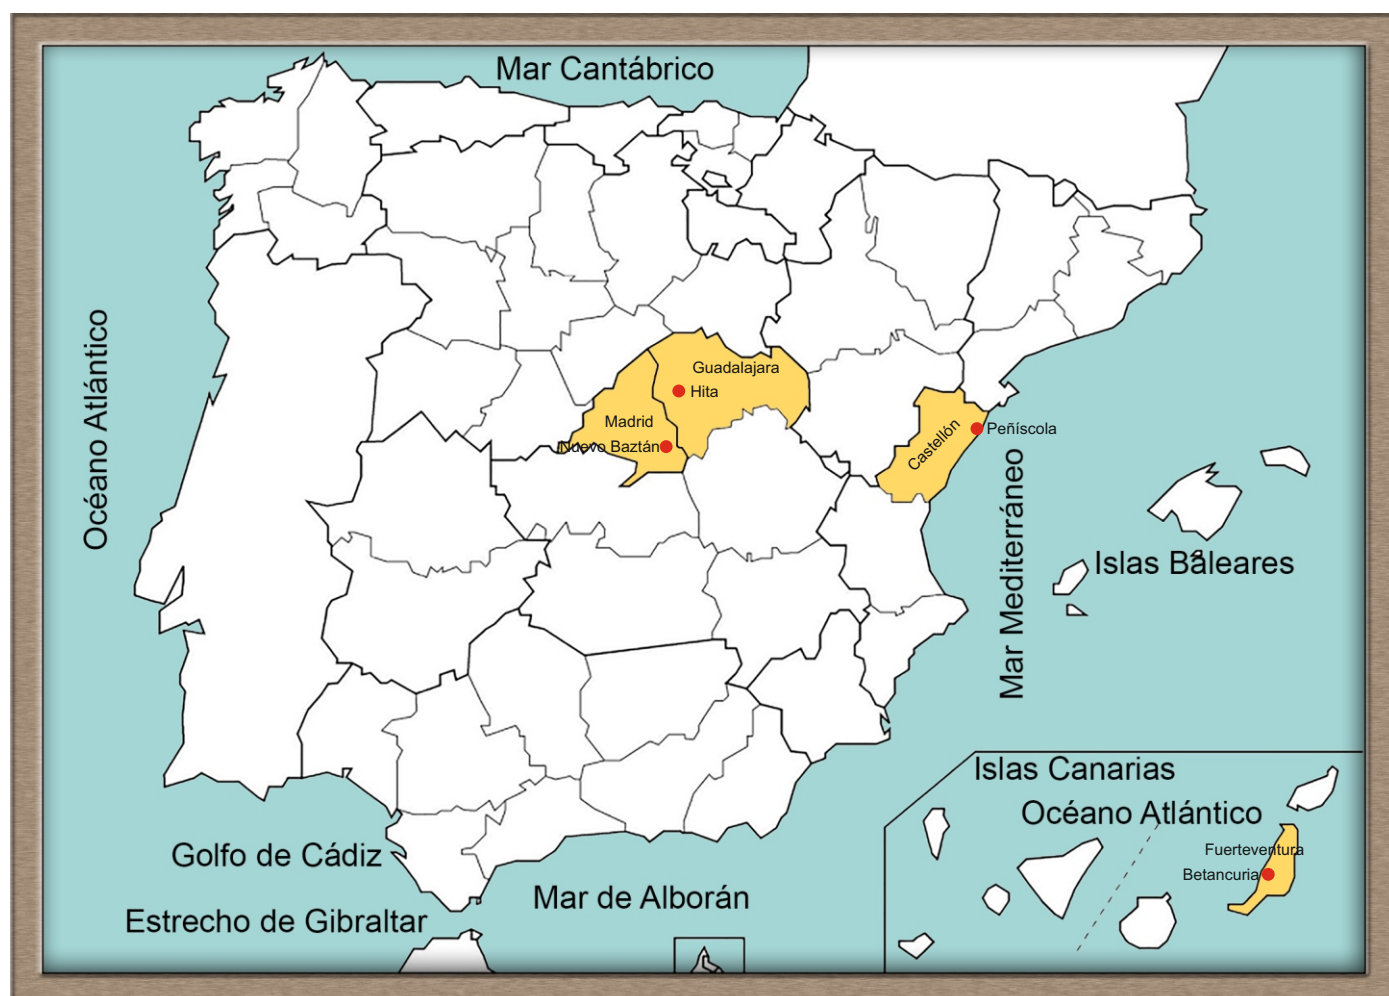 Mar Cantábrico
Océano Atlántico
Guadalajara
Hita
Madrid
Nuevo Baztán
Castellón
Peñíscola
Mar Mediterráneo
Islas Baleares
Islas Canarias
Océano Atlántico
Fuerteventura
Betancuria
Golfo de Cádiz
Mar de Alborán
Estrecho de Gibraltar